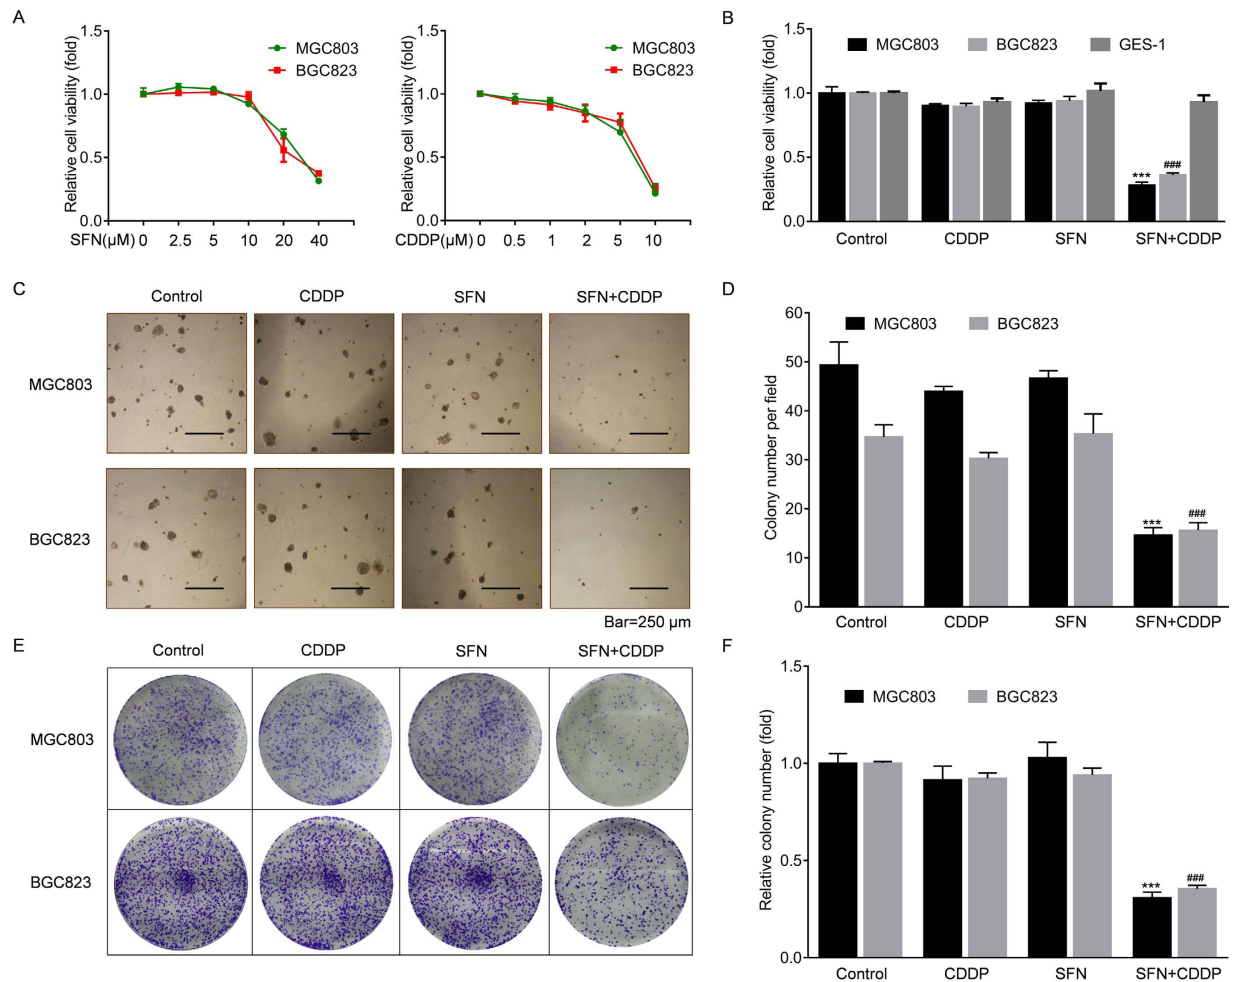 A
1.5
1.0
0.5
0.0
Relative cell viability (fold)
MGC803
BGC823
SFN(μM) 0 2.5 5 10 20 40
1.5
1.0
0.5
0.0
Relative cell viability (fold)
MGC803
BGC823
CDDP(μM) 0 0.5 1 2 5 10
B
1.5
1.0
0.5
0.0
Relative cell viability (fold)
MGC803 BGC823 GES-1
*** ###
Control CDDP SFN SFN+CDDP
C
Control CDDP SFN SFN+CDDP
MGC803
BGC823
Bar=250 μm
D
60
50
40
30
20
10
0
Colony number per field
MGC803 BGC823
*** ###
Control CDDP SFN SFN+CDDP
E
Control CDDP SFN SFN+CDDP
MGC803
BGC823
F
1.5
1.0
0.5
0.0
Relative colony number (fold)
MGC803 BGC823
*** ###
Control CDDP SFN SFN+CDDP